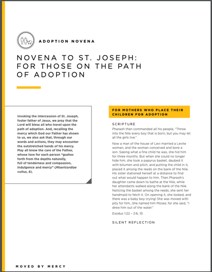 ADOPTION NOVENA
NOVENA TO ST. JOSEPH:
FOR THOSE ON THE PATH
OF ADOPTION
Invoking the intercession of St. Joseph,
foster father of Jesus, we pray that the
Lord will bless all who travel upon the
path of adoption. And, recalling the
mercy which God our Father has shown
to us, we also ask that, through our
words and actions, they may encounter
the outstretched hands of His mercy.
May all know the care of the Father,
whose love for each person "gushes
forth from the depths naturally,
full of tenderness and compassion,
indulgence and mercy" (Misericordiae
vultus, 6).
FOR MOTHERS WHO PLACE THEIR
CHILDREN FOR ADOPTION
SCRIPTURE
Pharaoh then commanded all his people, "Throw
into the Nile every boy that is born, but you may let
all the girls live."
Now a man of the house of Levi married a Levite
woman, and the woman conceived and bore a
son. Seeing what a fine child he was, she hid him
for three months. But when she could no longer
hide him, she took a papyrus basket, daubed it
with bitumen and pitch, and putting the child in it,
placed it among the reeds on the bank of the Nile.
His sister stationed herself at a distance to find
out what would happen to him. Then Pharaoh's
daughter came down to bathe at the Nile, while
her attendants walked along the bank of the Nile.
Noticing the basket among the reeds, she sent her
handmaid to fetch it. On opening it, she looked, and
there was a baby boy crying! She was moved with
pity for him. She named him Moses; for she said, "I
drew him out of the water."
Exodus 1:22 - 2:6, 10
SILENT REFLECTION
MOVED BY MERCY